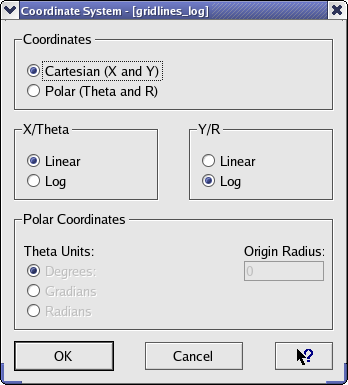 Coordinate System - [gridlines_log]
Coordinates
Cartesian (X and Y)
Polar (Theta and R)
X/Theta
Linear
Log
Y/R
Linear
Log
Polar Coordinates
Theta Units:
Degrees:
Gradians
Radians
Origin Radius:
0
OK
Cancel
?